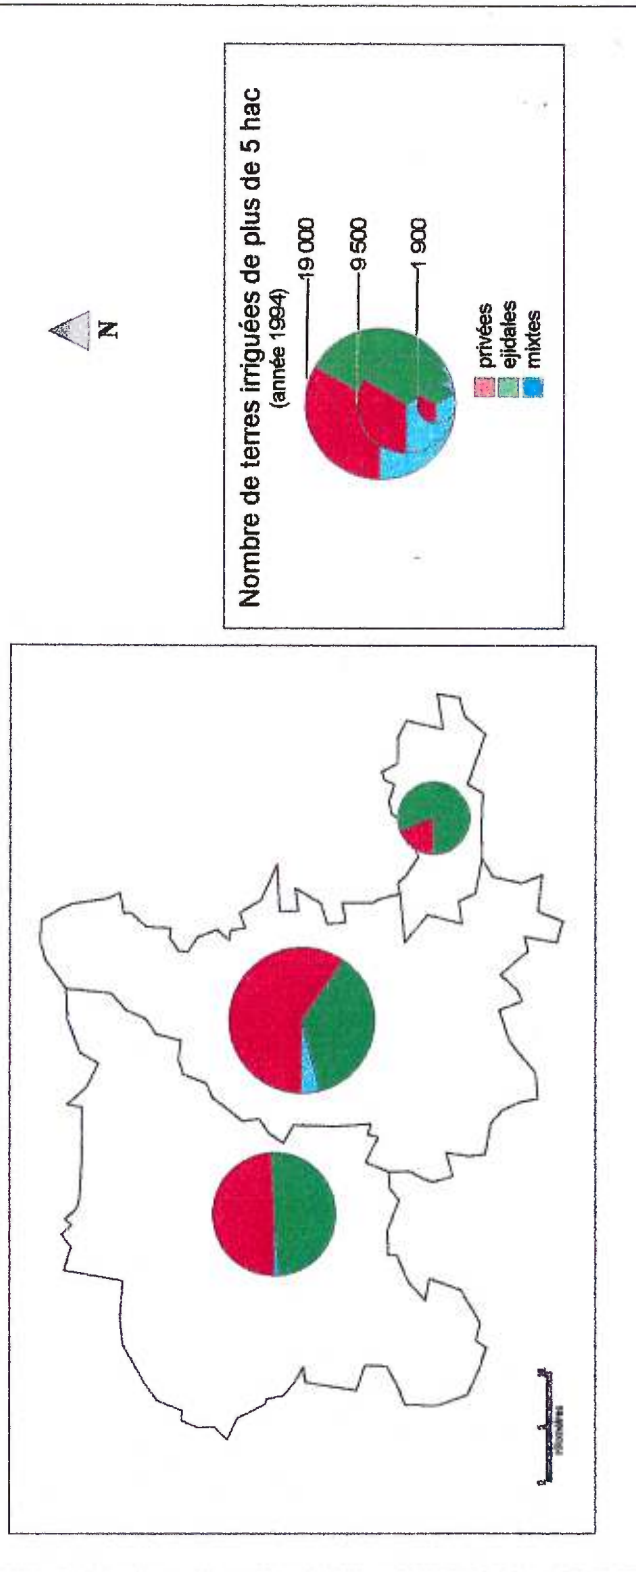 N
Nombre de terres irriguées de plus de 5 hac
(année 1994)
19 000
9 500
1 900
privées
ejidales
mixtes
0